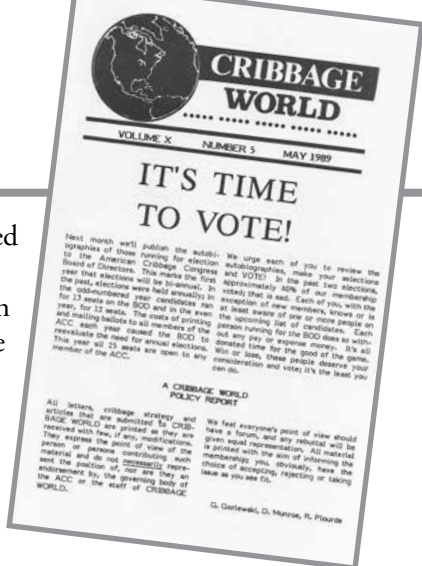 CRIBBAGE
WORLD
VOLUME X NUMBER 5 MAY 1989
IT'S TIME
TO VOTE!
Next month we'll publish the autobi-
ographies of those running for election
to the American Cribbage Congress
Board of Directors. This marks the first
year that elections will be bi-annual. In
the past, elections were held annually; in
the odd-numbered year candidates ran
for 13 seats on the BOD and in the even
year, for 12 seats. The costs of printing
and mailing ballots to all members of the
ACC each year caused the BOD to
reevaluate the need for annual elections.
This year all 25 seats are open to any
member of the ACC.
We urge each of you to review the
autobiographies, make your selections
and VOTE! In the past two elections,
approximately 60% of our membership
voted; that is sad. Each of you, with the
exception of new members, knows or is
at least aware of one or more people on
the upcoming list of candidates. Each
person running for the BOD does so with-
out any pay or expense money. It's all
donated time for the good of the game.
Win or lose, these people deserve your
consideration and vote; it's the least you
can do.
A CRIBBAGE WORLD
POLICY REPORT
All letters, cribbage strategy and
articles that are submitted to CRIB-
BAGE WORLD are printed as they are
received with few, if any, modifications.
They express the point of view of the
person or persons contributing such
material and do not necessarily repre-
sent the position of, nor are they an
endorsement by, the governing body of
the ACC or the staff of CRIBBAGE
WORLD.
We feel everyone's point of view should
have a forum, and any rebuttal will be
given equal representation. All material
is printed with the aim of informing the
membership; you, obviously, have the
choice of accepting, rejecting or taking
issue as you see fit.
G. Gorlewski, D. Munroe, R. Plourde
ed